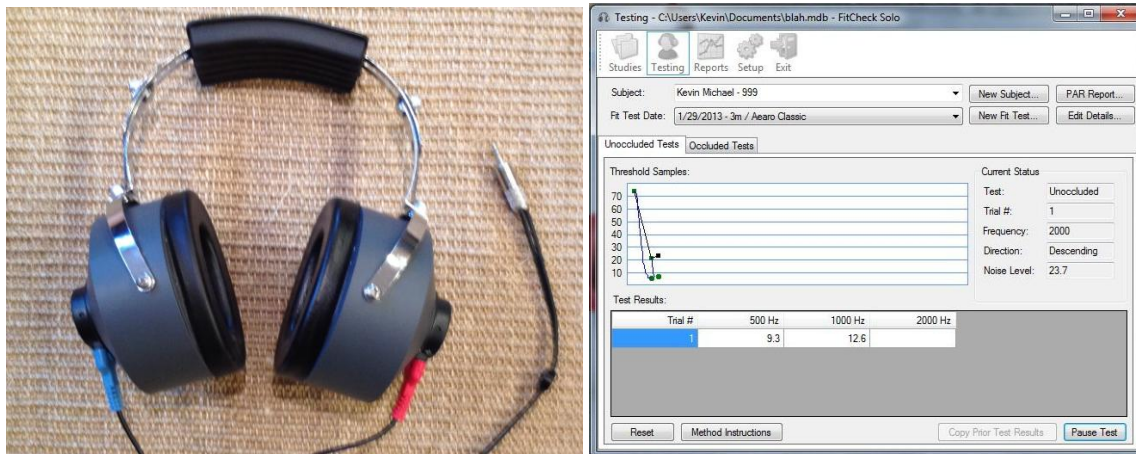 Testing - C:\Users\Kevin\Documents\blah.mdb - FitCheck Solo
Studies Testing Reports Setup Exit
Subject: Kevin Michael - 999 New Subject... PAR Report...
Fit Test Date: 1/29/2013 - 3m / Aearo Classic New Fit Test... Edit Details...
Unoccluded Tests Occluded Tests
Threshold Samples: Current Status
70
60
50
40
30
20
10
Test: Unoccluded
Trial #: 1
Frequency: 2000
Direction: Descending
Noise Level: 23.7
Test Results:
Trial # 500 Hz 1000 Hz 2000 Hz
1 9.3 12.6
Reset Method Instructions Copy Prior Test Results Pause Test